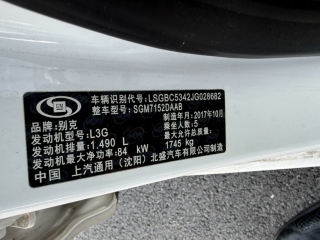 GM
车辆识别代号: LSGBC5342JG028682
整车型号: SGM7152DAAB
品牌: 别克
制造年月: 2017年10月
发动机型号: L3G
乘坐人数: 5
发动机排量: 1.490 L
最大允许总质量: 1745 kg
发动机最大净功率: 84 kW
中国 上汽通用(沈阳)北盛汽车有限公司制造